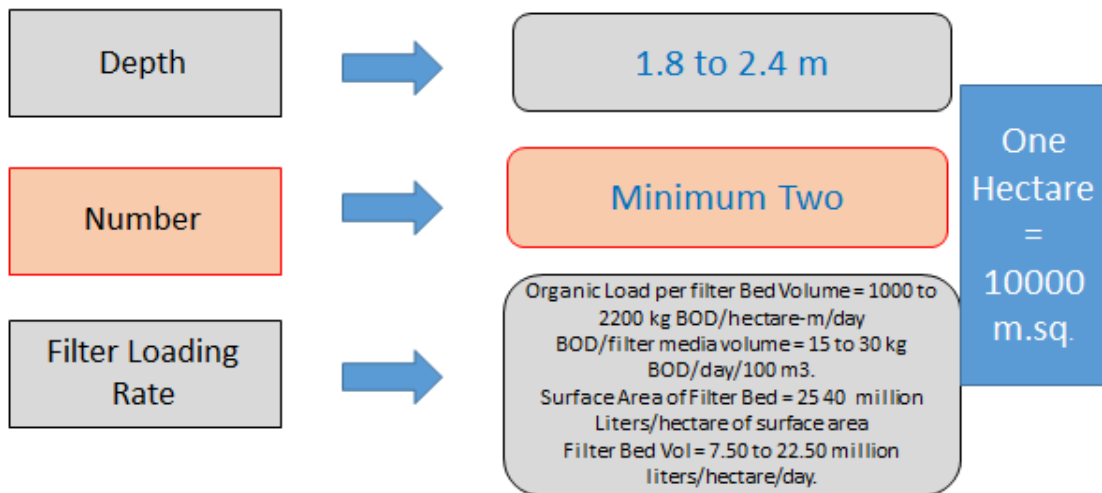 Depth
1.8 to 2.4 m
Number
Minimum Two
Filter Loading
Rate
Organic Load per filter Bed Volume = 1000 to
2200 kg BOD/hectare-m/day
BOD/filter media volume = 15 to 30 kg
BOD/day/100 m3.
Surface Area of Filter Bed = 25 40 million
Liters/hectare of surface area
Filter Bed Vol = 7.50 to 22.50 million
liters/hectare/day.
One
Hectare
=
10000
m.sq.